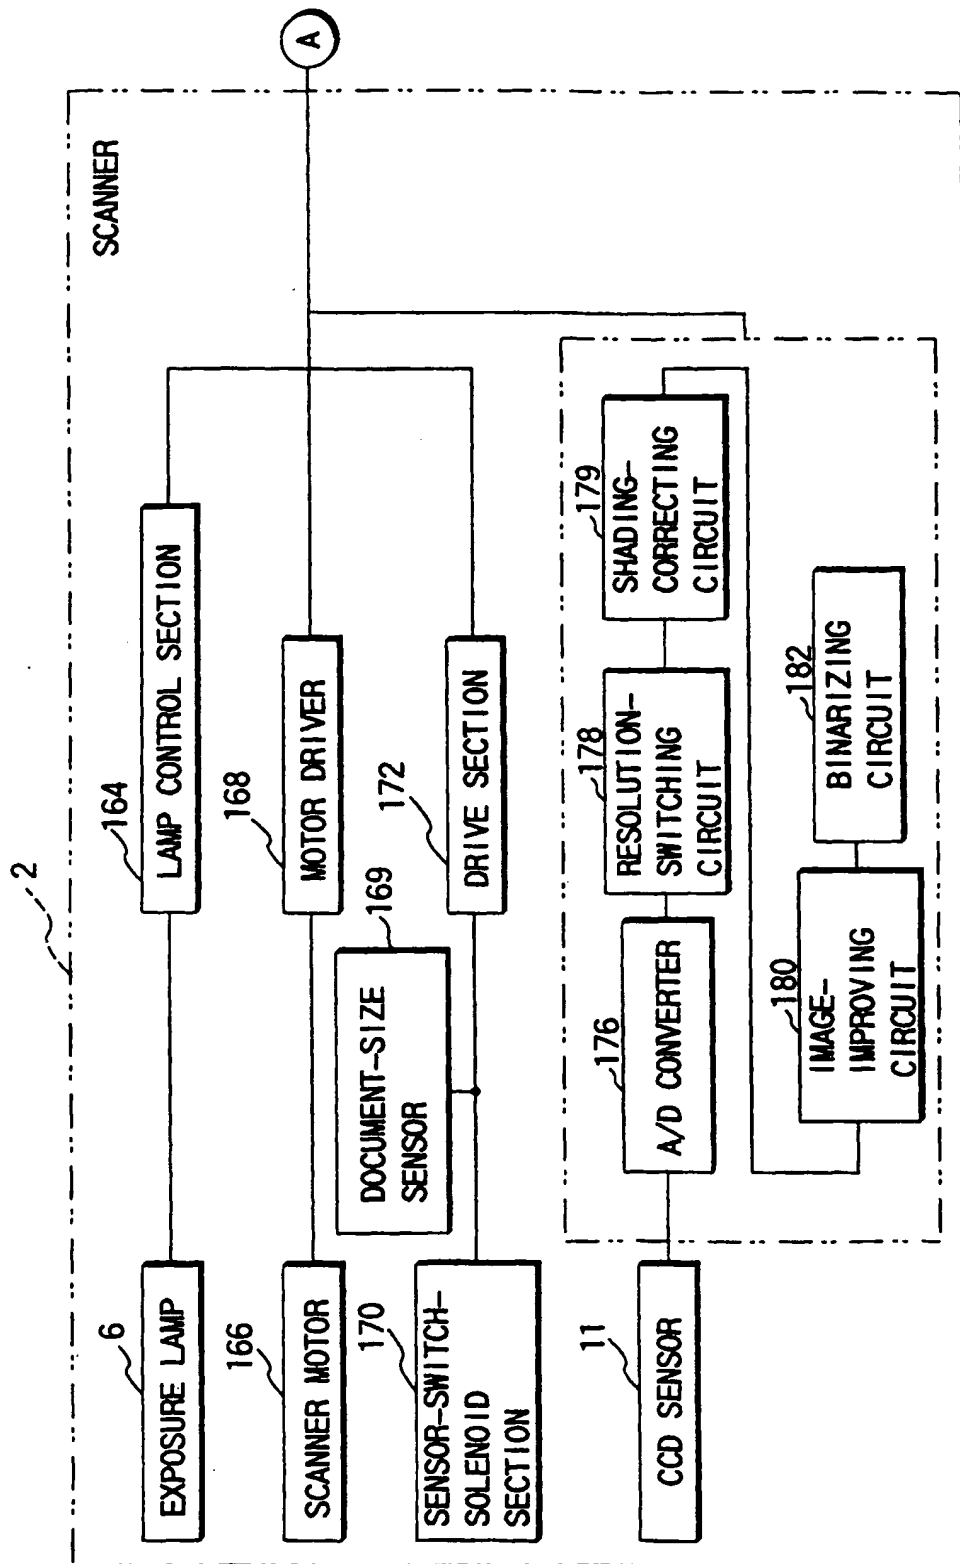 2
SCANNER
A
6
EXPOSURE LAMP
164
LAMP CONTROL SECTION
166
SCANNER MOTOR
168
MOTOR DRIVER
169
DOCUMENT-SIZE
SENSOR
170
SENSOR-SWITCH-
SOLENOID
SECTION
172
DRIVE SECTION
11
CCD SENSOR
176
A/D CONVERTER
178
RESOLUTION-
SWITCHING
CIRCUIT
179
SHADING-
CORRECTING
CIRCUIT
180
IMAGE-
IMPROVING
CIRCUIT
182
BINARIZING
CIRCUIT